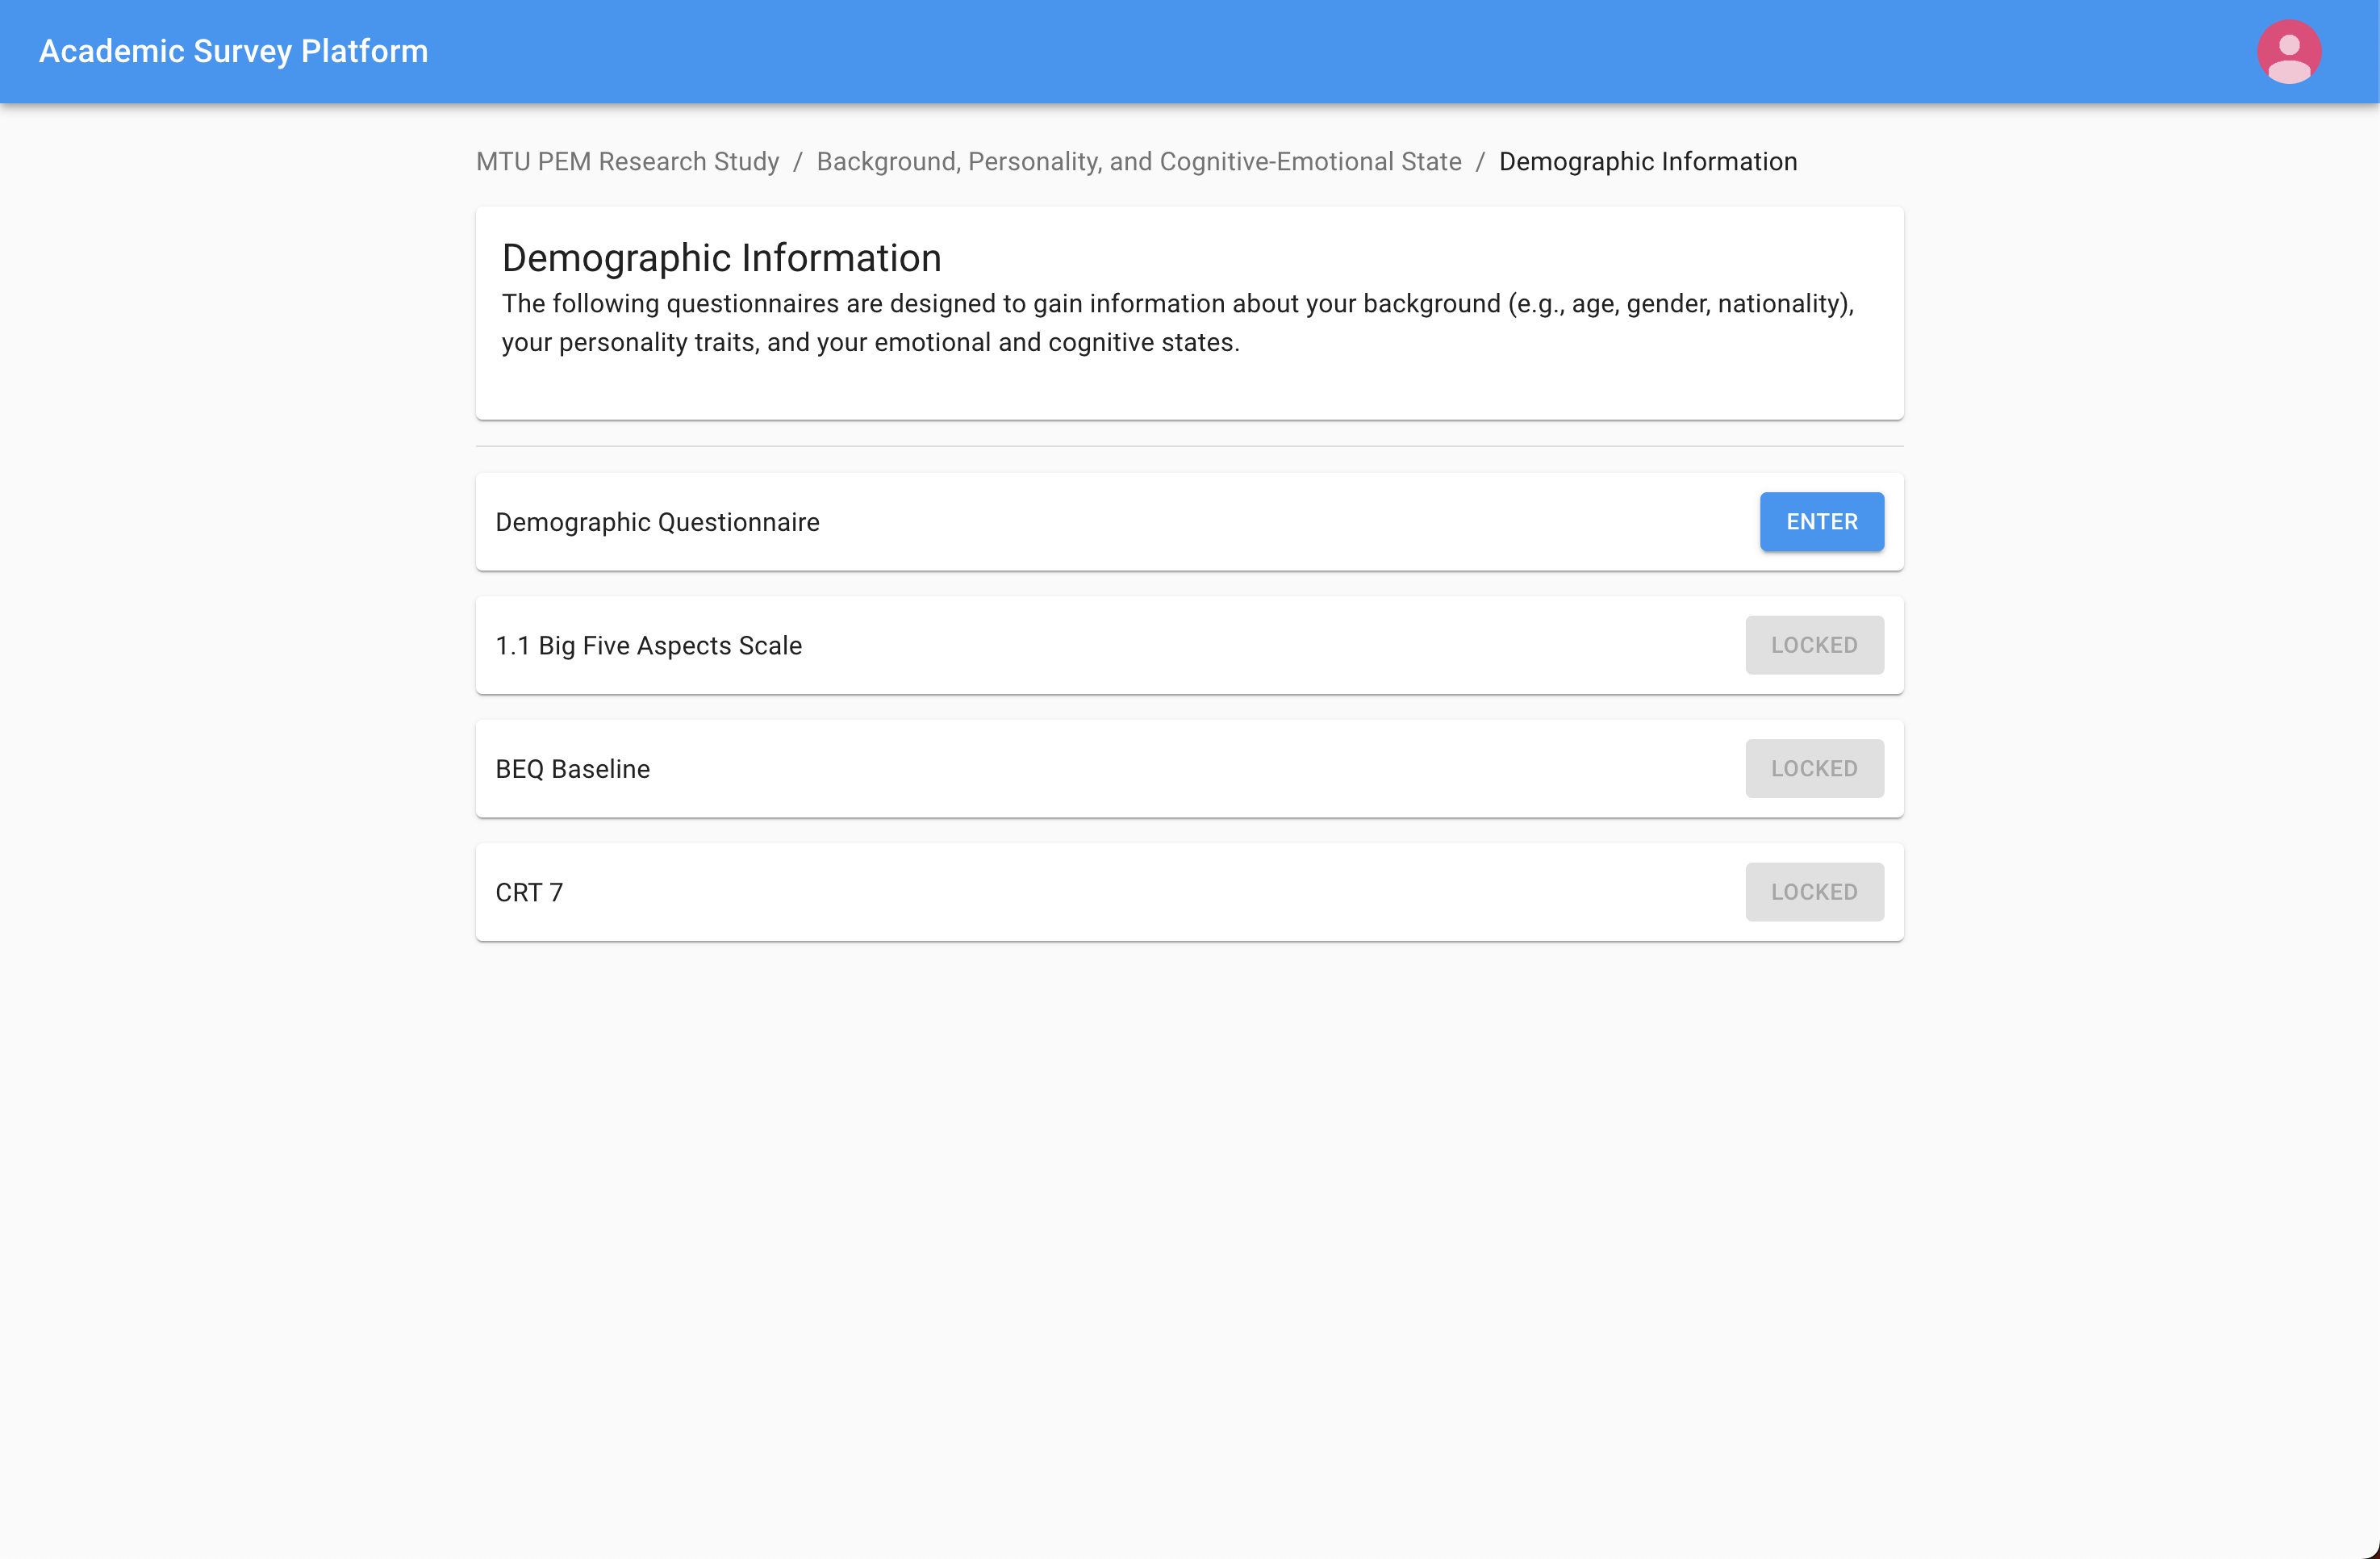 Academic Survey Platform
MTU PEM Research Study / Background, Personality, and Cognitive-Emotional State / Demographic Information
Demographic Information
The following questionnaires are designed to gain information about your background (e.g., age, gender, nationality),
your personality traits, and your emotional and cognitive states.
Demographic Questionnaire
ENTER
1.1 Big Five Aspects Scale
LOCKED
BEQ Baseline
LOCKED
CRT 7
LOCKED